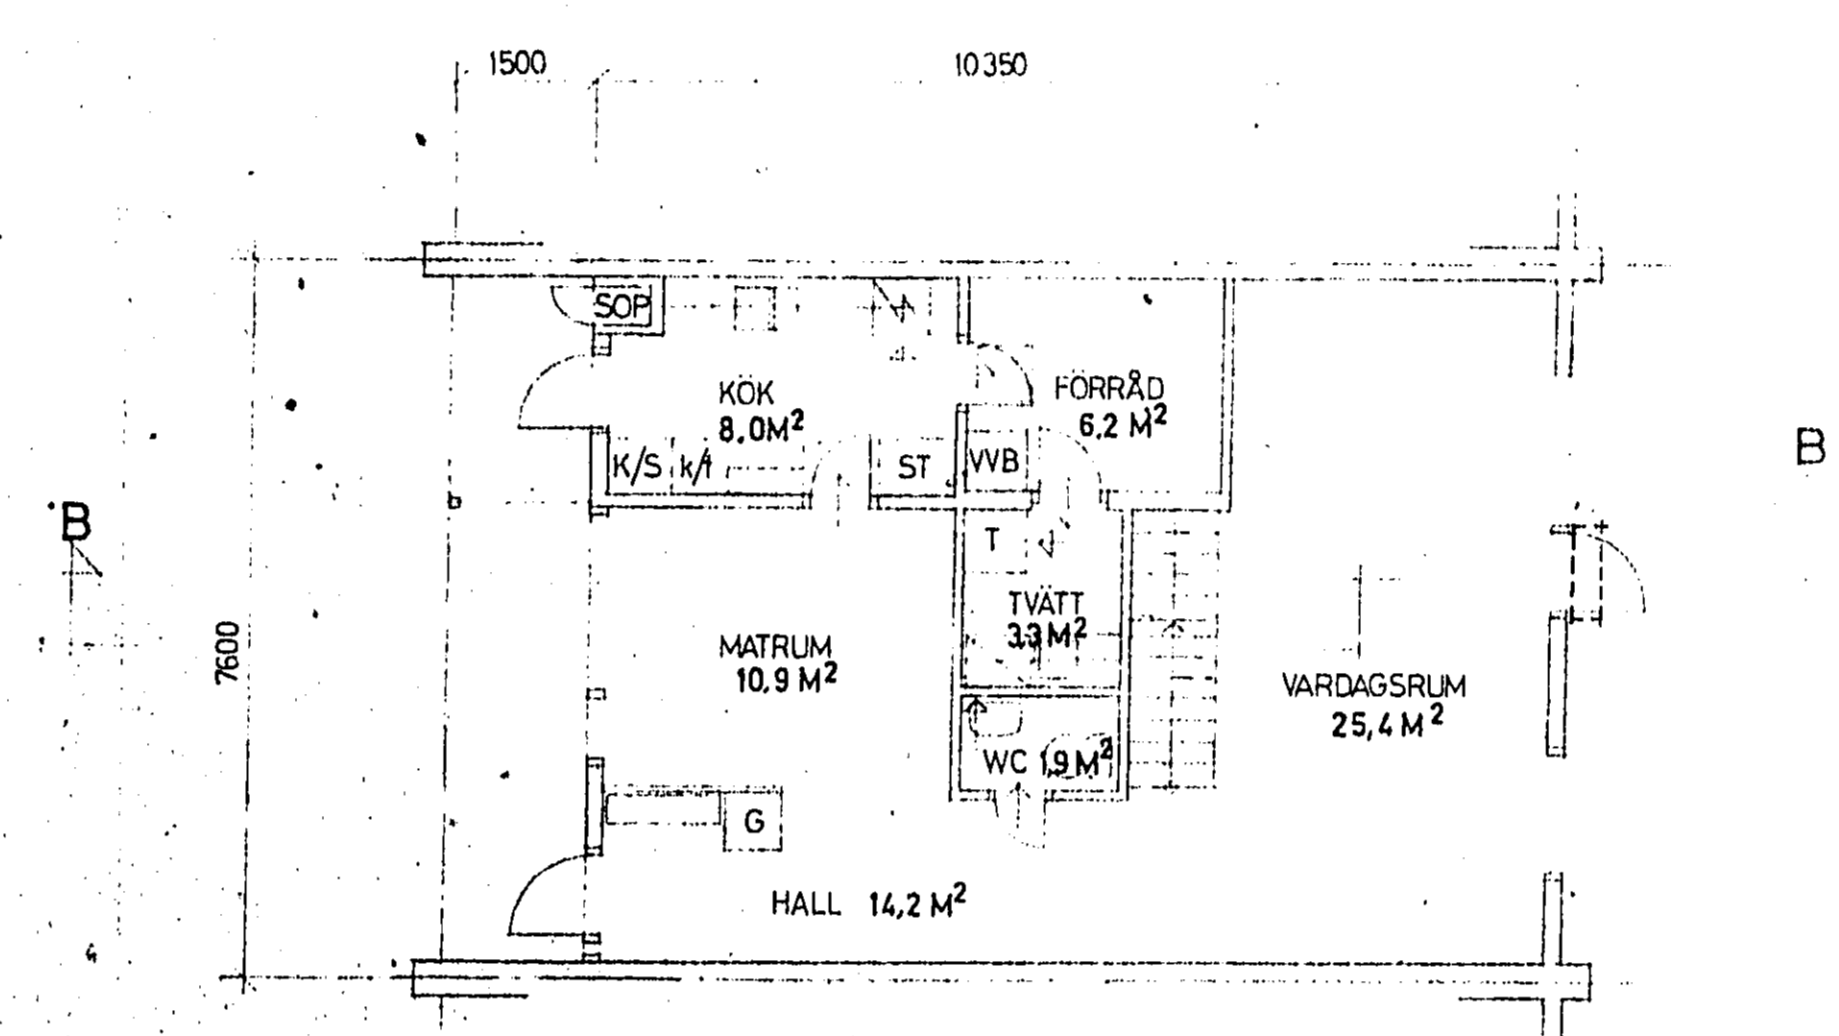 1500
10350
SOP
KÖK
8.0M²
FÖRRÅD
6,2 M²
K/S
k/f
ST
VVB
B
B
T
TVÄTT
3.3 M²
7600
MATRUM
10,9 M²
VARDAGSRUM
25,4 M²
WC 1.9 M²
G
HALL 14,2 M²